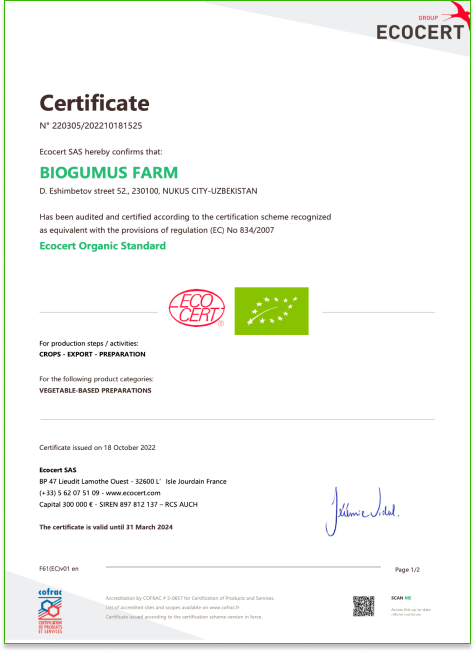 GROUP
ECOCERT
Certificate
N° 220305/202210181525
Ecocert SAS hereby confirms that:
BIOGUMUS FARM
D. Eshimbetov street 52,, 230100, NUKUS CITY-UZBEKISTAN
Has been audited and certified according to the certification scheme recognized
as equivalent with the provisions of regulation (EC) No 834/2007
Ecocert Organic Standard
ECO
CERT
®
For production steps / activities:
CROPS - EXPORT - PREPARATION
For the following product categories:
VEGETABLE-BASED PREPARATIONS
Certificate issued on 18 October 2022
Ecocert SAS
BP 47 Lieudit Lamothe Ouest - 32600 L' Isle Jourdain France
(+33) 5 62 07 51 09 - www.ecocert.com
Capital 300 000 € - SIREN 897 812 137 – RCS AUCH
Jérémie Vidal.
The certificate is valid until 31 March 2024
F61(EC)v01 en
Page 1/2
cofrac
CERTIFICATION
DE PRODUITS
ET SERVICES
Accreditation by COFRAC # 5-0657 for Certification of Products and Services.
List of accredited sites and scopes available on www.cofrac.fr
Certificate issued according to the certification scheme version in force.
SCAN ME
Access the up to date